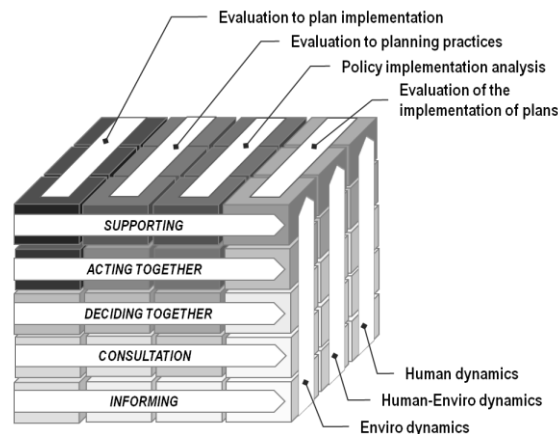 Evaluation to plan implementation
Evaluation to planning practices
Policy implementation analysis
Evaluation of the
implementation of plans
SUPPORTING
ACTING TOGETHER
DECIDING TOGETHER
CONSULTATION
INFORMING
Human dynamics
Human-Enviro dynamics
Enviro dynamics